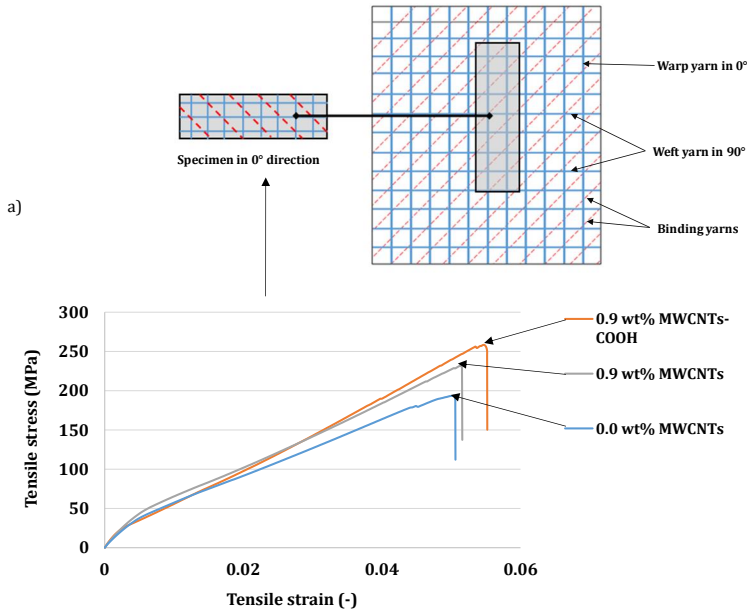 Warp yarn in 0°
Specimen in 0° direction
Weft yarn in 90°
a)
Binding yarns
Tensile stress (MPa)
300
250
200
150
100
50
0
0
0.02
0.04
0.06
Tensile strain (-)
0.9 wt% MWCNTs-
COOH
0.9 wt% MWCNTs
0.0 wt% MWCNTs